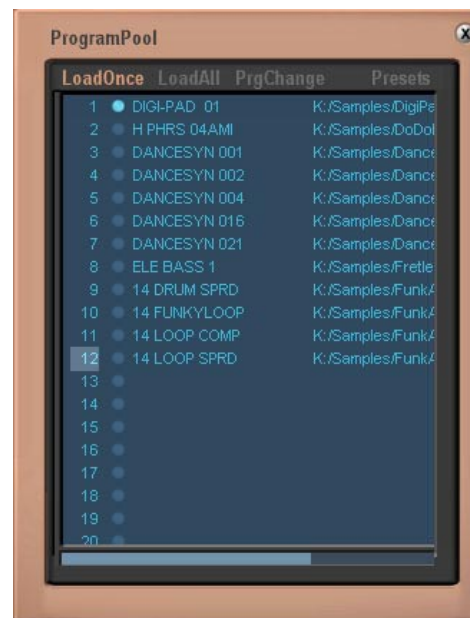 ProgramPool
X
LoadOnce LoadAll PrgChange Presets
1 DIGI-PAD 01 K:/Samples/DigiPa
2 H PHRS 04AMI K:/Samples/DoDol
3 DANCESYN 001 K:/Samples/Dance
4 DANCESYN 002 K:/Samples/Dance
5 DANCESYN 004 K:/Samples/Dance
6 DANCESYN 016 K:/Samples/Dance
7 DANCESYN 021 K:/Samples/Dance
8 ELE BASS 1 K:/Samples/Fretle
9 14 DRUM SPRD K:/Samples/FunkA
10 14 FUNKYLOOP K:/Samples/FunkA
11 14 LOOP COMP K:/Samples/FunkA
12 14 LOOP SPRD K:/Samples/FunkA
13
14
15
16
17
18
19
20